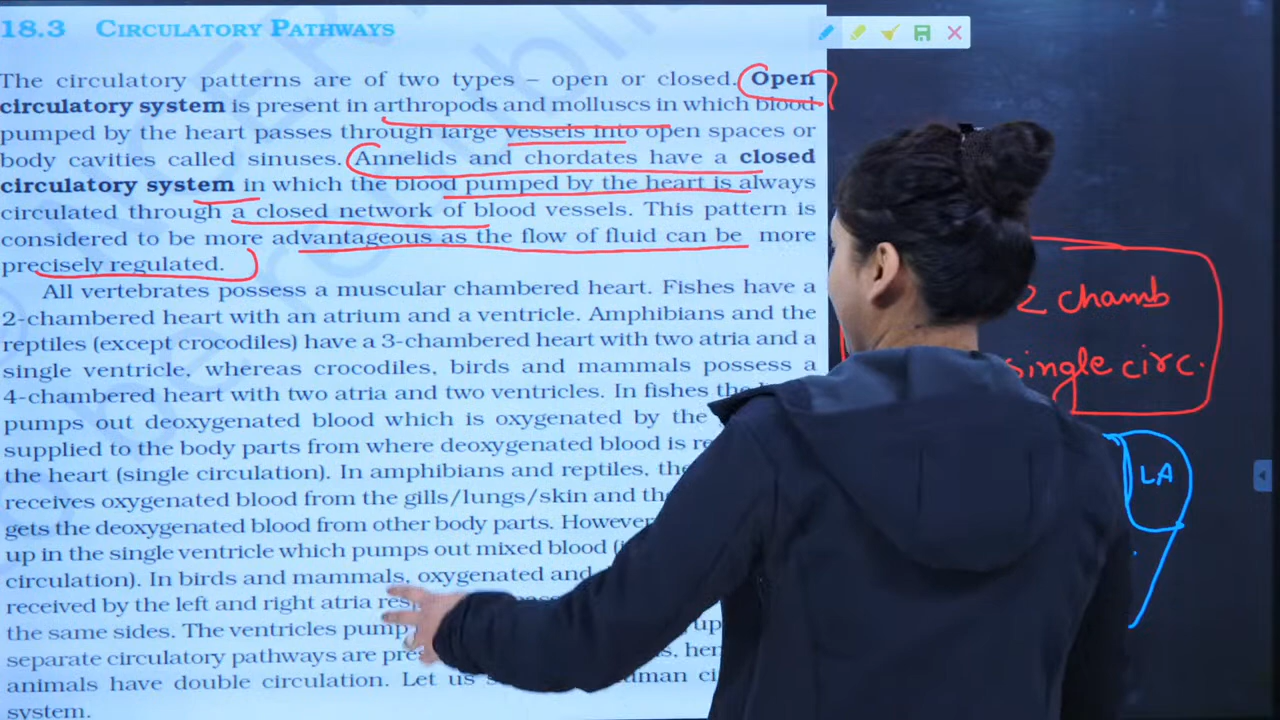 18.3 CIRCULATORY PATHWAYS
The circulatory patterns are of two types – open or closed. Open
circulatory system is present in arthropods and molluscs in which blood
pumped by the heart passes through large vessels into open spaces or
body cavities called sinuses. Annelids and chordates have a closed
circulatory system in which the blood pumped by the heart is always
circulated through a closed network of blood vessels. This pattern is
considered to be more advantageous as the flow of fluid can be more
precisely regulated.
All vertebrates possess a muscular chambered heart. Fishes have a
2-chambered heart with an atrium and a ventricle. Amphibians and the
reptiles (except crocodiles) have a 3-chambered heart with two atria and a
single ventricle, whereas crocodiles, birds and mammals possess a
4-chambered heart with two atria and two ventricles. In fishes the
pumps out deoxygenated blood which is oxygenated by the
supplied to the body parts from where deoxygenated blood is
the heart (single circulation). In amphibians and reptiles, the
receives oxygenated blood from the gills/lungs/skin and
gets the deoxygenated blood from other body parts. However
up in the single ventricle which pumps out mixed blood
circulation). In birds and mammals, oxygenated and
received by the left and right atria
the same sides. The ventricles pump
separate circulatory pathways are
animals have double circulation. Let us
system.
2 chamb
single circ.
LA